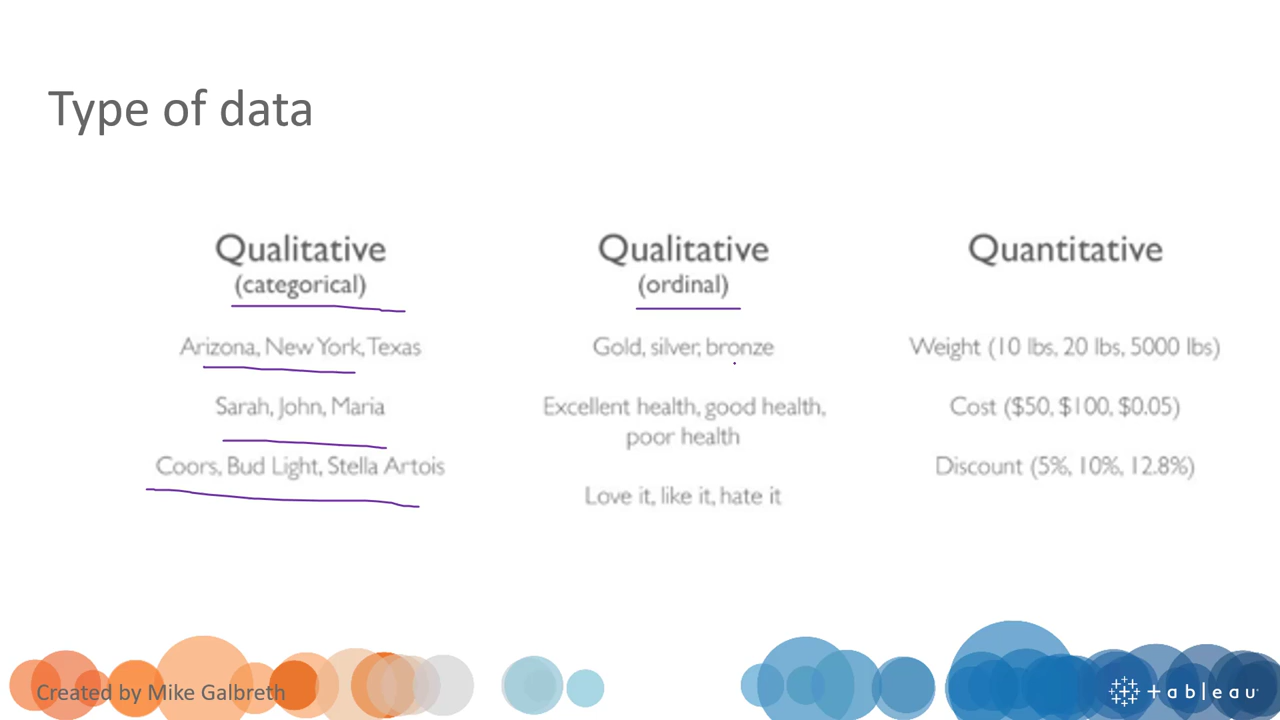 Type of data
Qualitative
(categorical)
Arizona, New York, Texas
Sarah, John, Maria
Coors, Bud Light, Stella Artois
Qualitative
(ordinal)
Gold, silver, bronze
Excellent health, good health,
poor health
Love it, like it, hate it
Quantitative
Weight (10 lbs, 20 lbs, 5000 lbs)
Cost ($50, $100, $0.05)
Discount (5%, 10%, 12.8%)
Created by Mike Galbreth
tableau